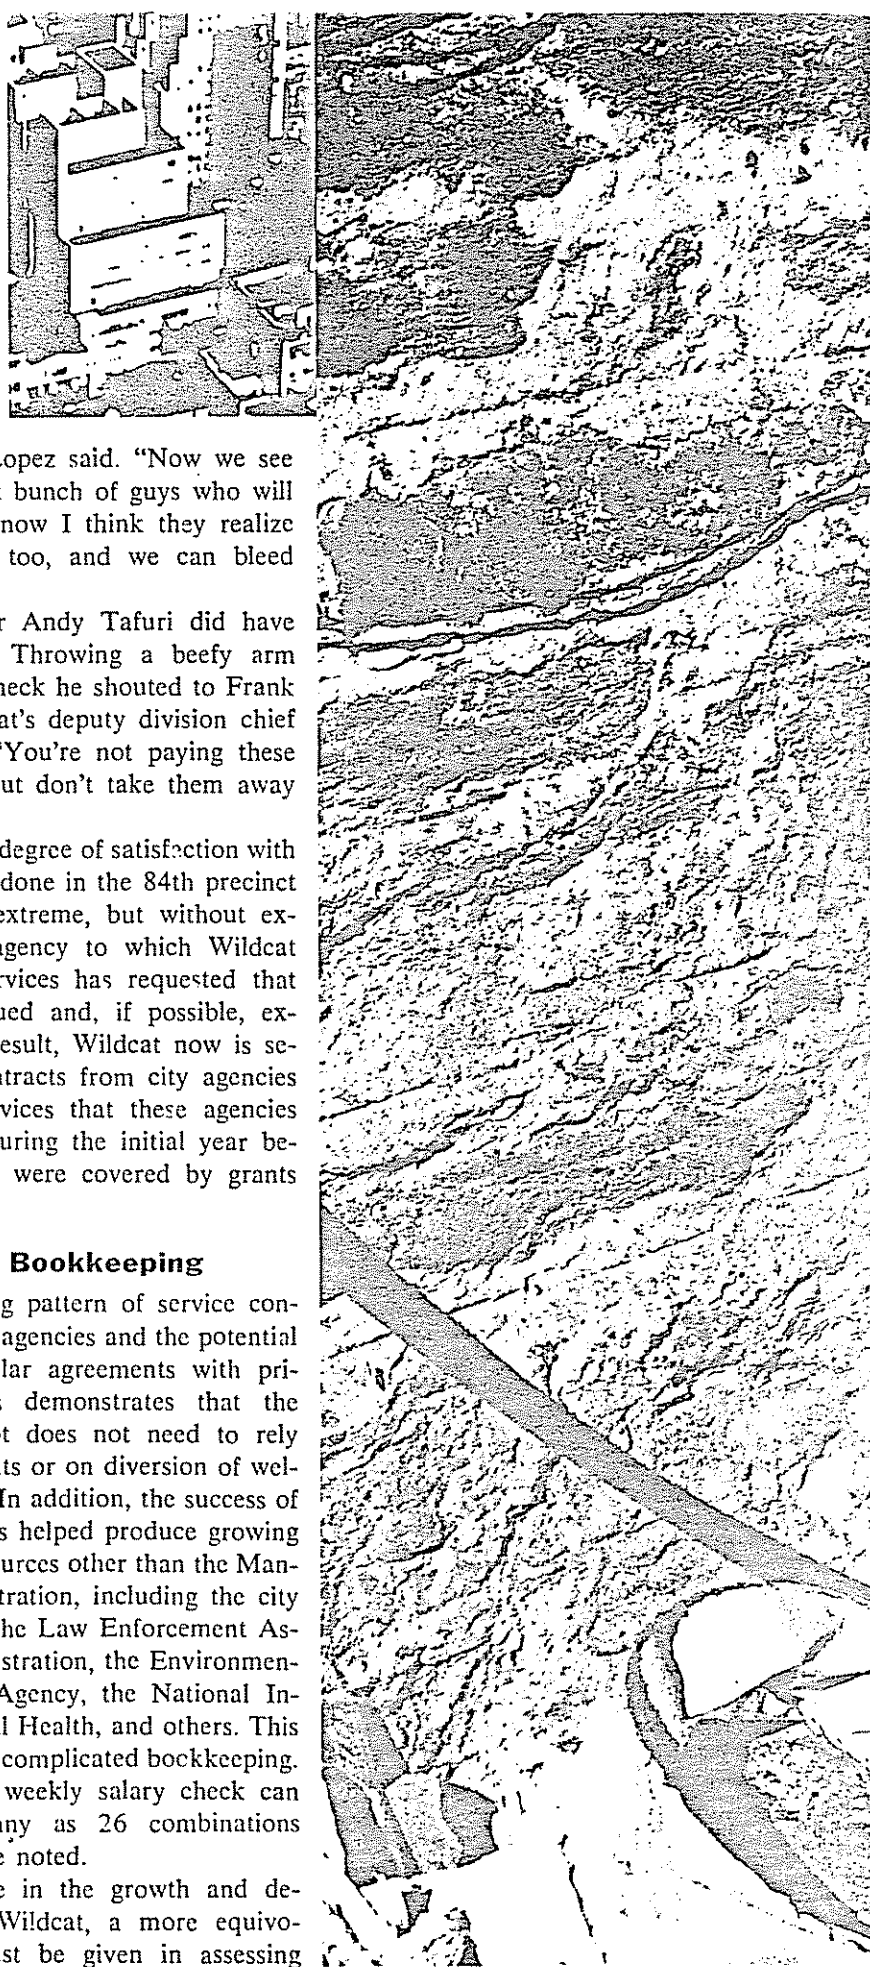 Lopez said. “Now we see
bunch of guys who will
now I think they realize
too, and we can bleed
Andy Tafuri did have
Throwing a beefy arm
neck he shouted to Frank
at's deputy division chief
“You're not paying these
ut don't take them away
degree of satisfaction with
done in the 84th precinct
extreme, but without ex-
agency to which Wildcat
rvices has requested that
ued and, if possible, ex-
esult, Wildcat now is se-
ntracts from city agencies
vices that these agencies
uring the initial year be-
were covered by grants
Bookkeeping
g pattern of service con-
agencies and the potential
lar agreements with pri-
s demonstrates that the
t does not need to rely
ts or on diversion of wel-
In addition, the success of
s helped produce growing
urces other than the Man-
tration, including the city
he Law Enforcement As-
istration, the Environmen-
Agency, the National In-
l Health, and others. This
complicated bockkeeping.
weekly salary check can
any as 26 combinations
e noted.
e in the growth and de-
Wildcat, a more equivo-
ust be given in assessing